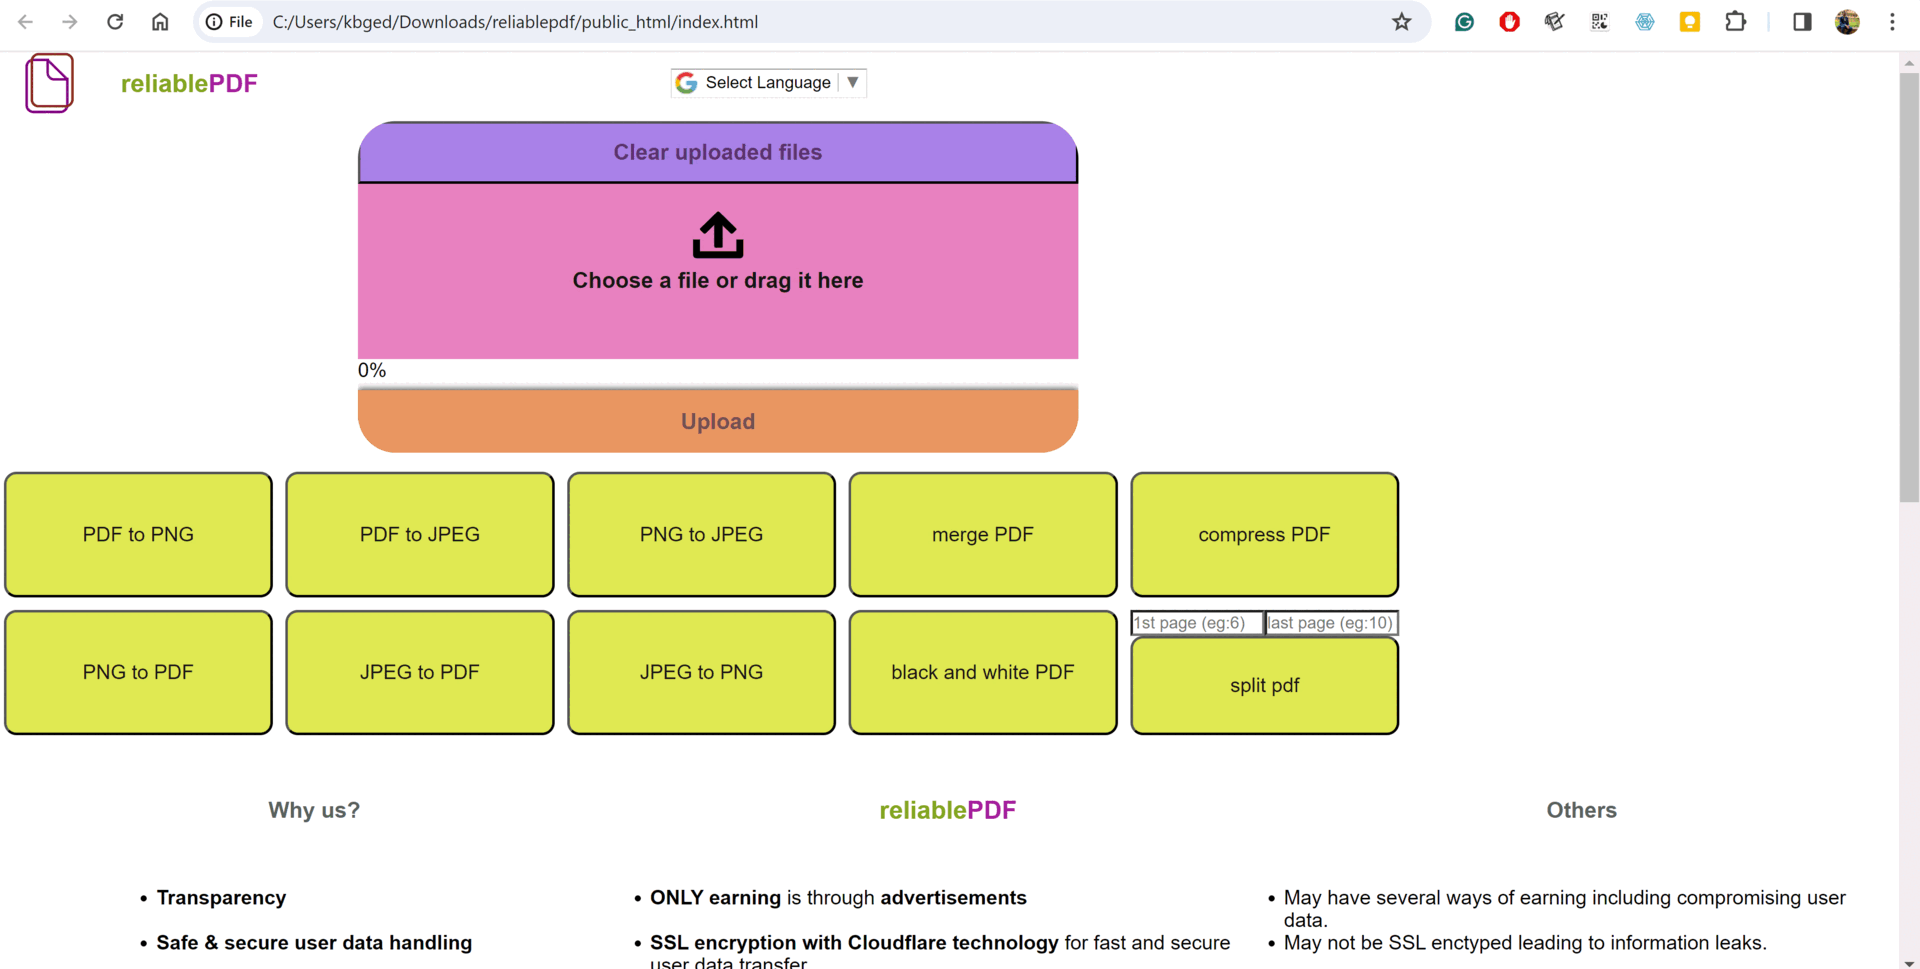 File
C:/Users/kbged/Downloads/reliablepdf/public_html/index.html
reliablePDF
Select Language
Clear uploaded files
Choose a file or drag it here
0%
Upload
PDF to PNG
PDF to JPEG
PNG to JPEG
merge PDF
compress PDF
PNG to PDF
JPEG to PDF
JPEG to PNG
black and white PDF
1st page (eg:6)
last page (eg:10)
split pdf
Why us?
reliablePDF
Others
• Transparency
• ONLY earning is through advertisements
• May have several ways of earning including compromising user
data.
• Safe & secure user data handling
• SSL encryption with Cloudflare technology for fast and secure
user data transfer
• May not be SSL enctyped leading to information leaks.